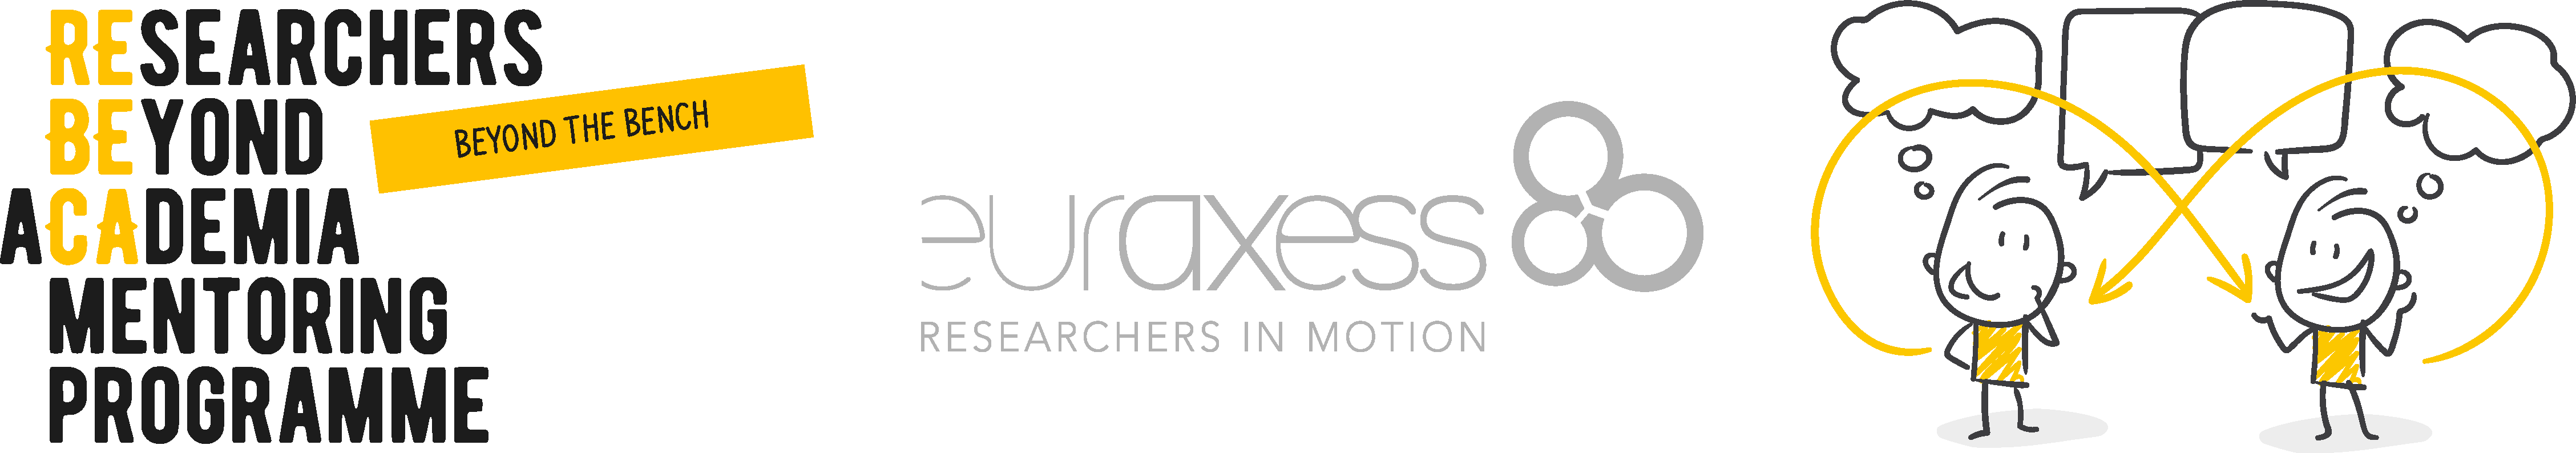 RESEARCHERS
BEYOND
ACADEMIA
MENTORING
PROGRAMME
BEYOND THE BENCH
euraxess
RESEARCHERS IN MOTION